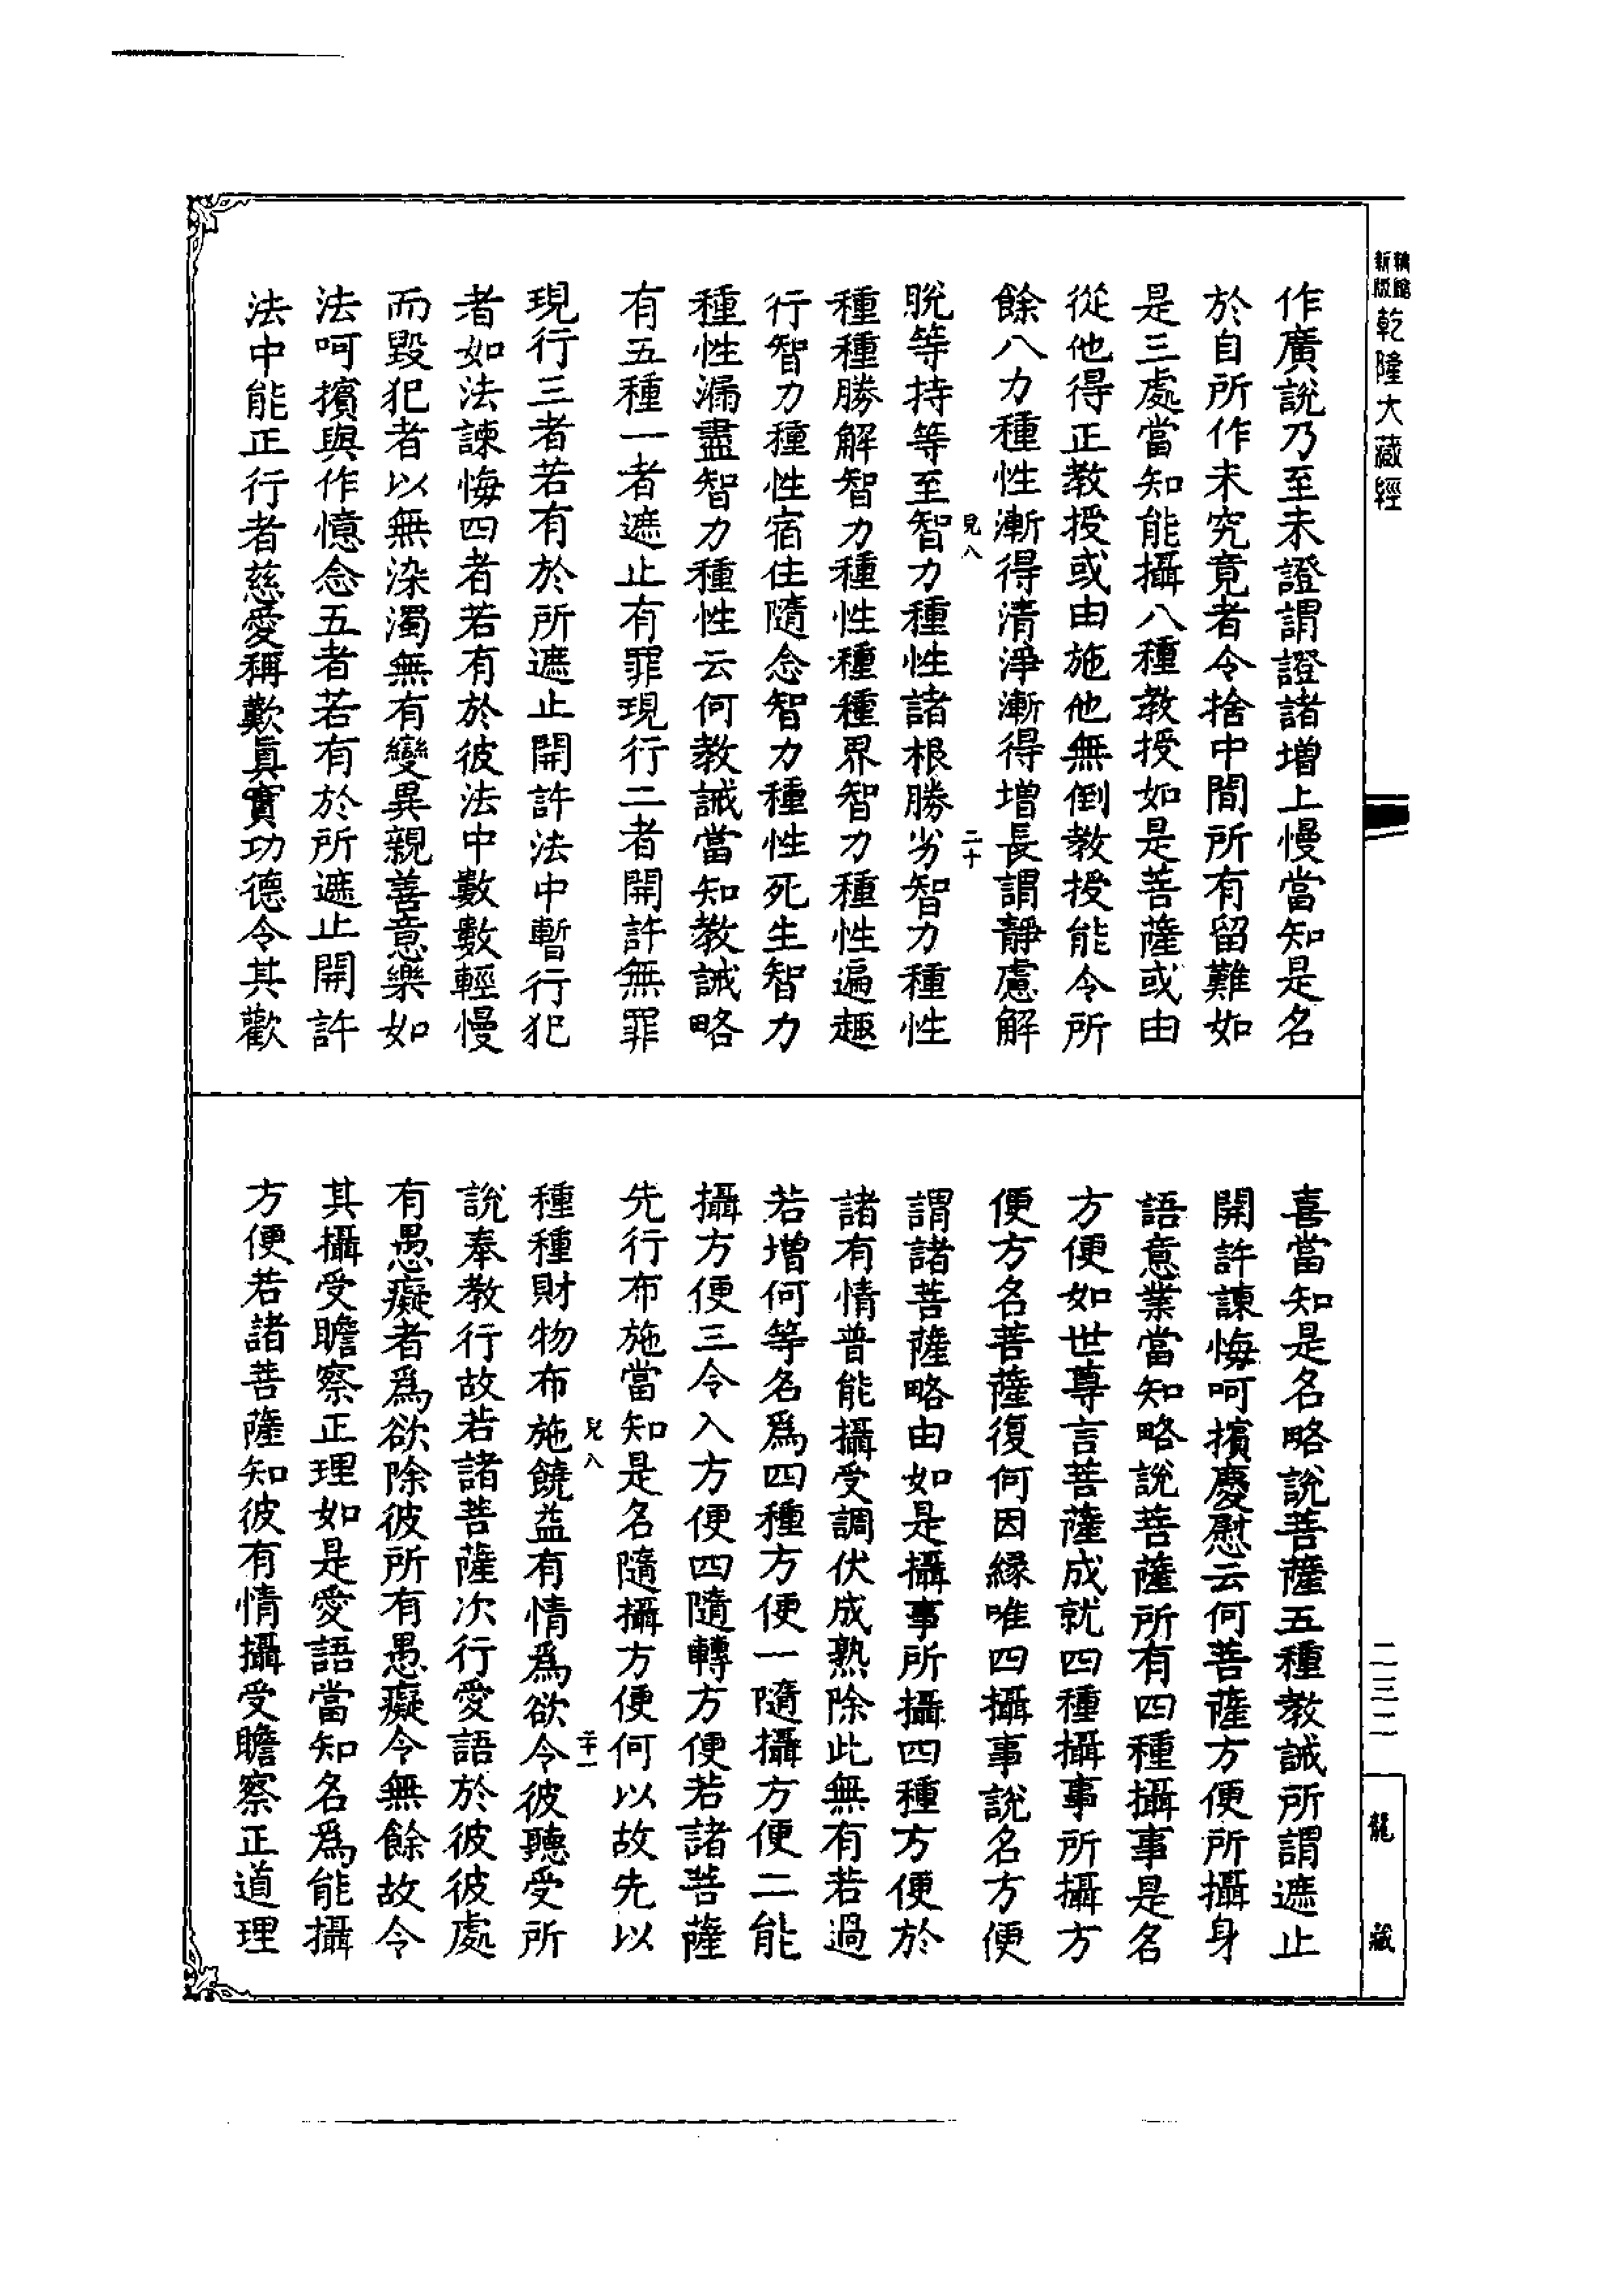 新版
精縮
乾隆大藏經
作廣說乃至未證謂證諸增上慢當知是名
於自所作未究竟者令捨中間所有留難如
是三處當知能攝八種教授如是菩薩或由
從他得正教授或由施他無倒教授能令所
餘八力種性漸得清淨漸得增長謂靜慮解
兒八
二十
脫等持等至智力種性諸根勝劣智力種性
種種勝解智力種性種種界智力種性遍趣
行智力種性宿住隨念智力種性死生智力
種性漏盡智力種性云何教誡當知教誡略
有五種一者遮止有罪現行二者開許無罪
現行三者若有於所遮止開許法中暫行犯
者如法諫悔四者若有於彼法中數數輕慢
而毀犯者以無染濁無有變異親善意樂如
法呵擯與作憶念五者若有於所遮止開許
法中能正行者慈愛稱歎眞實功德令其歡
喜當知是名略說菩薩五種教誡所謂遮止
開許諫悔呵擯慶慰云何菩薩方便所攝身
語意業當知略說菩薩所有四種攝事是名
方便如世尊言菩薩成就四種攝事所攝方
便方名菩薩復何因緣唯四攝事說名方便
謂諸菩薩略由如是攝事所攝四種方便於
諸有情普能攝受調伏成熟除此無有若過
若增何等名爲四種方便一隨攝方便二能
攝方便三令入方便四隨轉方便若諸菩薩
先行布施當知是名隨攝方便何以故先以
兒八
二十一
種種財物布施饒益有情爲欲令彼聽受所
說奉教行故若諸菩薩次行愛語於彼彼處
有愚癡者爲欲除彼所有愚癡令無餘故令
其攝受瞻察正理如是愛語當知名爲能攝
方便若諸菩薩知彼有情攝受瞻察正道理
二三二
龍藏